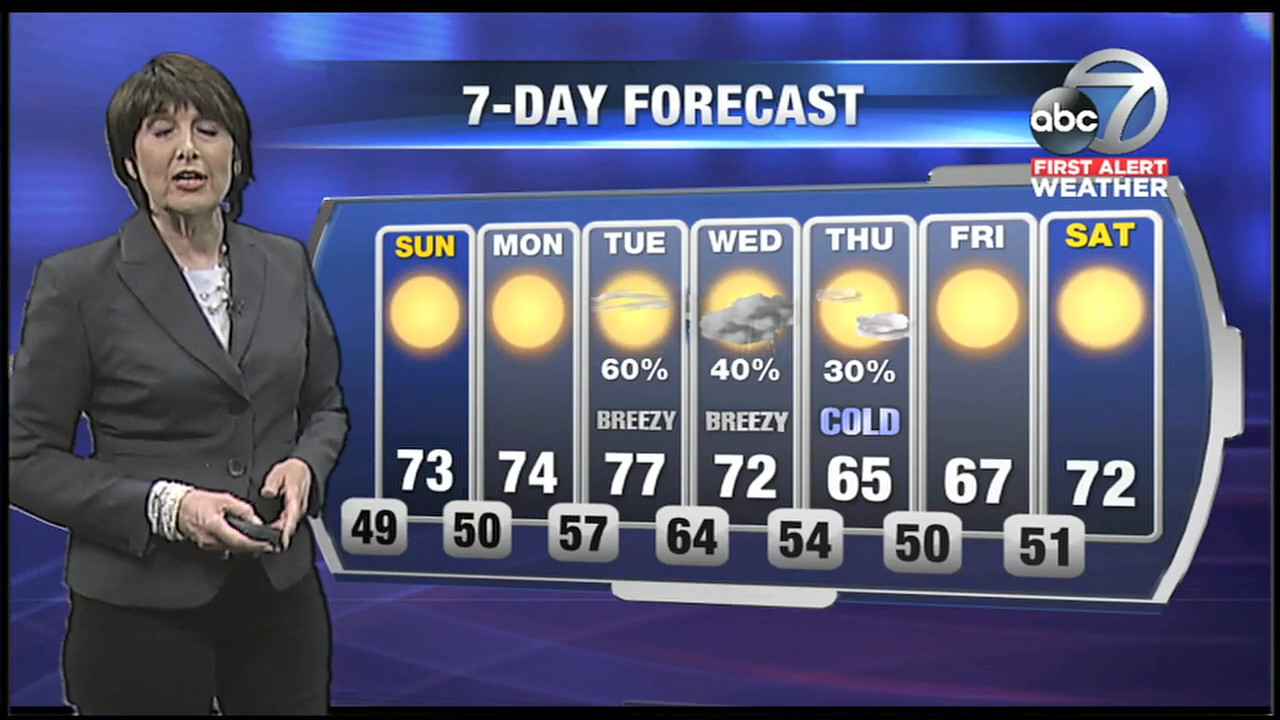 7-DAY FORECAST
abc 7
FIRST ALERT
WEATHER
SUN MON TUE WED THU FRI SAT
60% 40% 30%
BREEZY BREEZY COLD
73 74 77 72 65 67 72
49 50 57 64 54 50 51